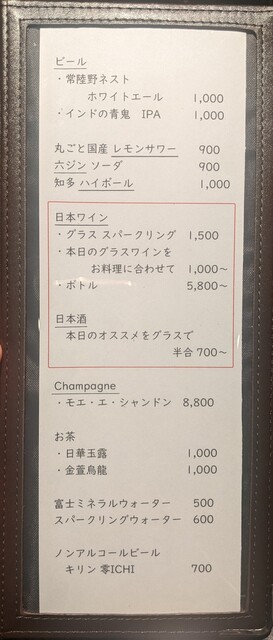 ビール
・常陸野ネスト
ホワイトエール 1,000
・インドの青鬼 IPA 1,000
丸ごと国産 レモンサワー 900
六ジン ソーダ 900
知多 ハイボール 1,000
日本ワイン
・グラス スパークリング 1,500
・本日のグラスワインを
お料理に合わせて 1,000～
・ボトル 5,800～
日本酒
本日のオススメをグラスで
半合 700～
Champagne
・モエ・エ・シャンドン 8,800
お茶
・日華玉露 1,000
・金萱烏龍 1,000
富士ミネラルウォーター 500
スパークリングウォーター 600
ノンアルコールビール
キリン 零ICHI 700